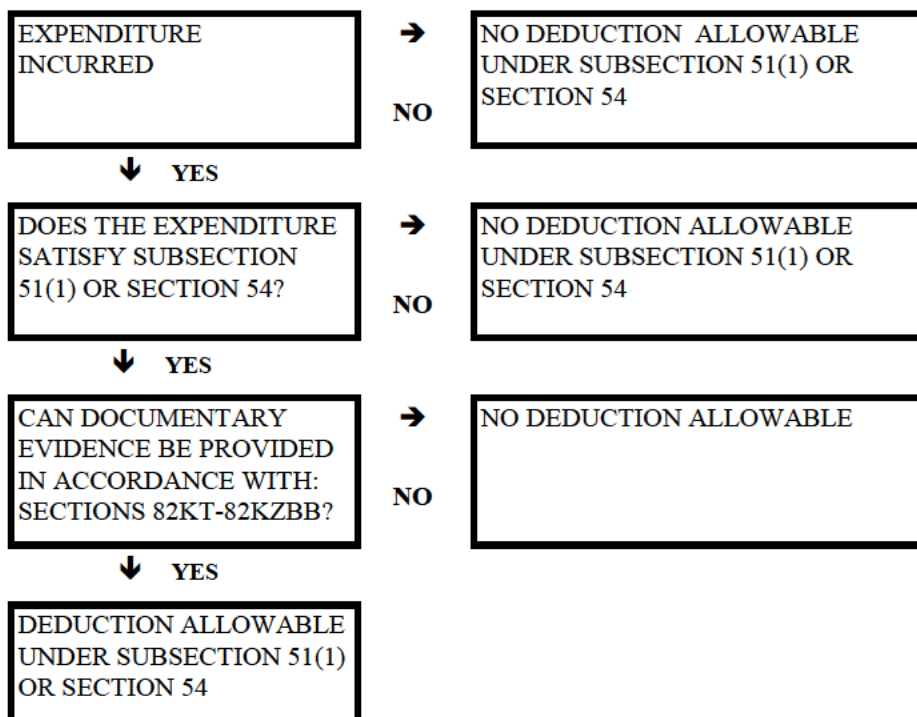 EXPENDITURE
INCURRED
➔
NO
NO DEDUCTION ALLOWABLE
UNDER SUBSECTION 51(1) OR
SECTION 54
YES
DOES THE EXPENDITURE
SATISFY SUBSECTION
51(1) OR SECTION 54?
➔
NO
NO DEDUCTION ALLOWABLE
UNDER SUBSECTION 51(1) OR
SECTION 54
YES
CAN DOCUMENTARY
EVIDENCE BE PROVIDED
IN ACCORDANCE WITH:
SECTIONS 82KT-82KZBB?
➔
NO
NO DEDUCTION ALLOWABLE
YES
DEDUCTION ALLOWABLE
UNDER SUBSECTION 51(1)
OR SECTION 54